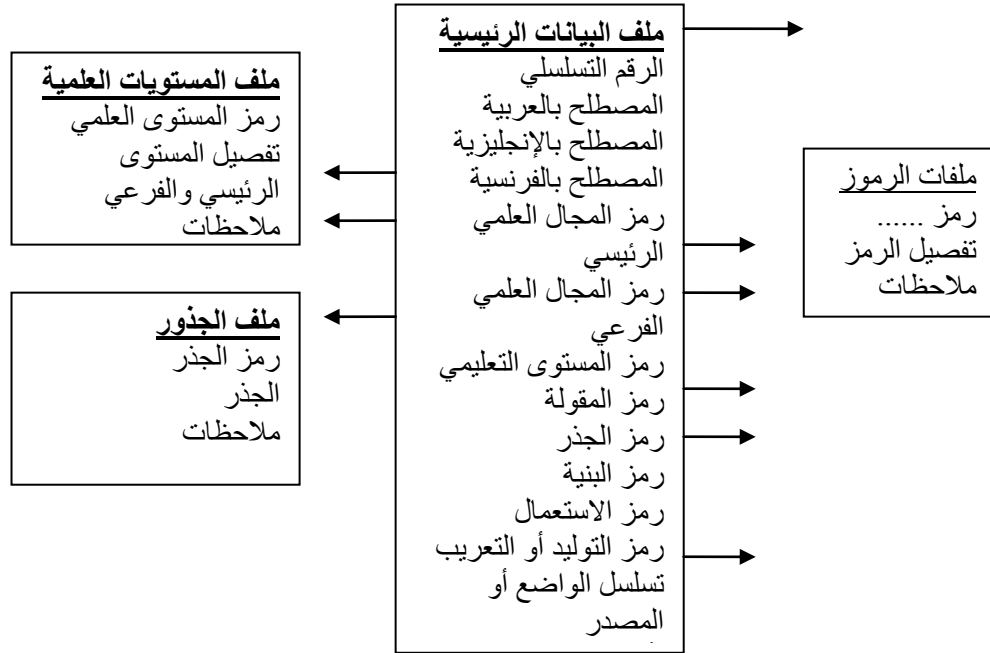 ملف البيانات الرئيسية
الرقم التسلسلي
المصطلح بالعربية
المصطلح بالإنجليزية
المصطلح بالفرنسية
رمز المجال العلمي
الرئيسي
رمز المجال العلمي
الفرعي
رمز المستوى التعليمي
رمز المقولة
رمز الجذر
رمز البنية
رمز الاستعمال
رمز التوليد أو التعريب
تسلسل الواضع أو
المصدر
ملفات الرموز
رمز ......
تفصيل الرمز
ملاحظات
ملف المستويات العلمية
رمز المستوى العلمي
تفصيل المستوى
الرئيسي والفرعي
ملاحظات
ملف الجذور
رمز الجذر
الجذر
ملاحظات